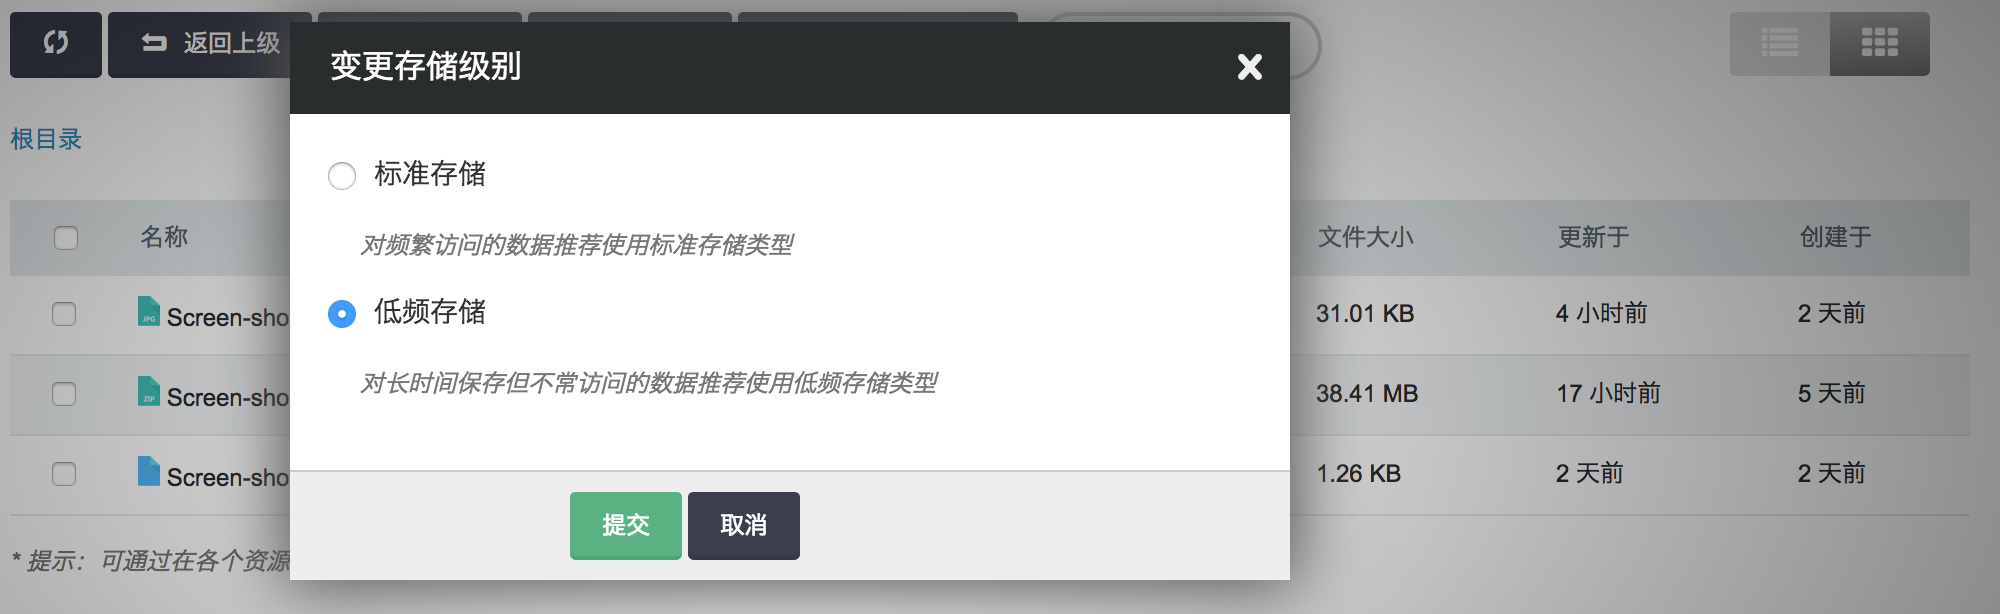 返回上级
变更存储级别
根目录
标准存储
对频繁访问的数据推荐使用标准存储类型
低频存储
对长时间保存但不常访问的数据推荐使用低频存储类型
提交 取消
名称 文件大小 更新于 创建于
JPG Screen-sho 31.01 KB 4 小时前 2 天前
ZIP Screen-sho 38.41 MB 17 小时前 5 天前
Screen-sho 1.26 KB 2 天前 2 天前
* 提示：可通过在各个资源